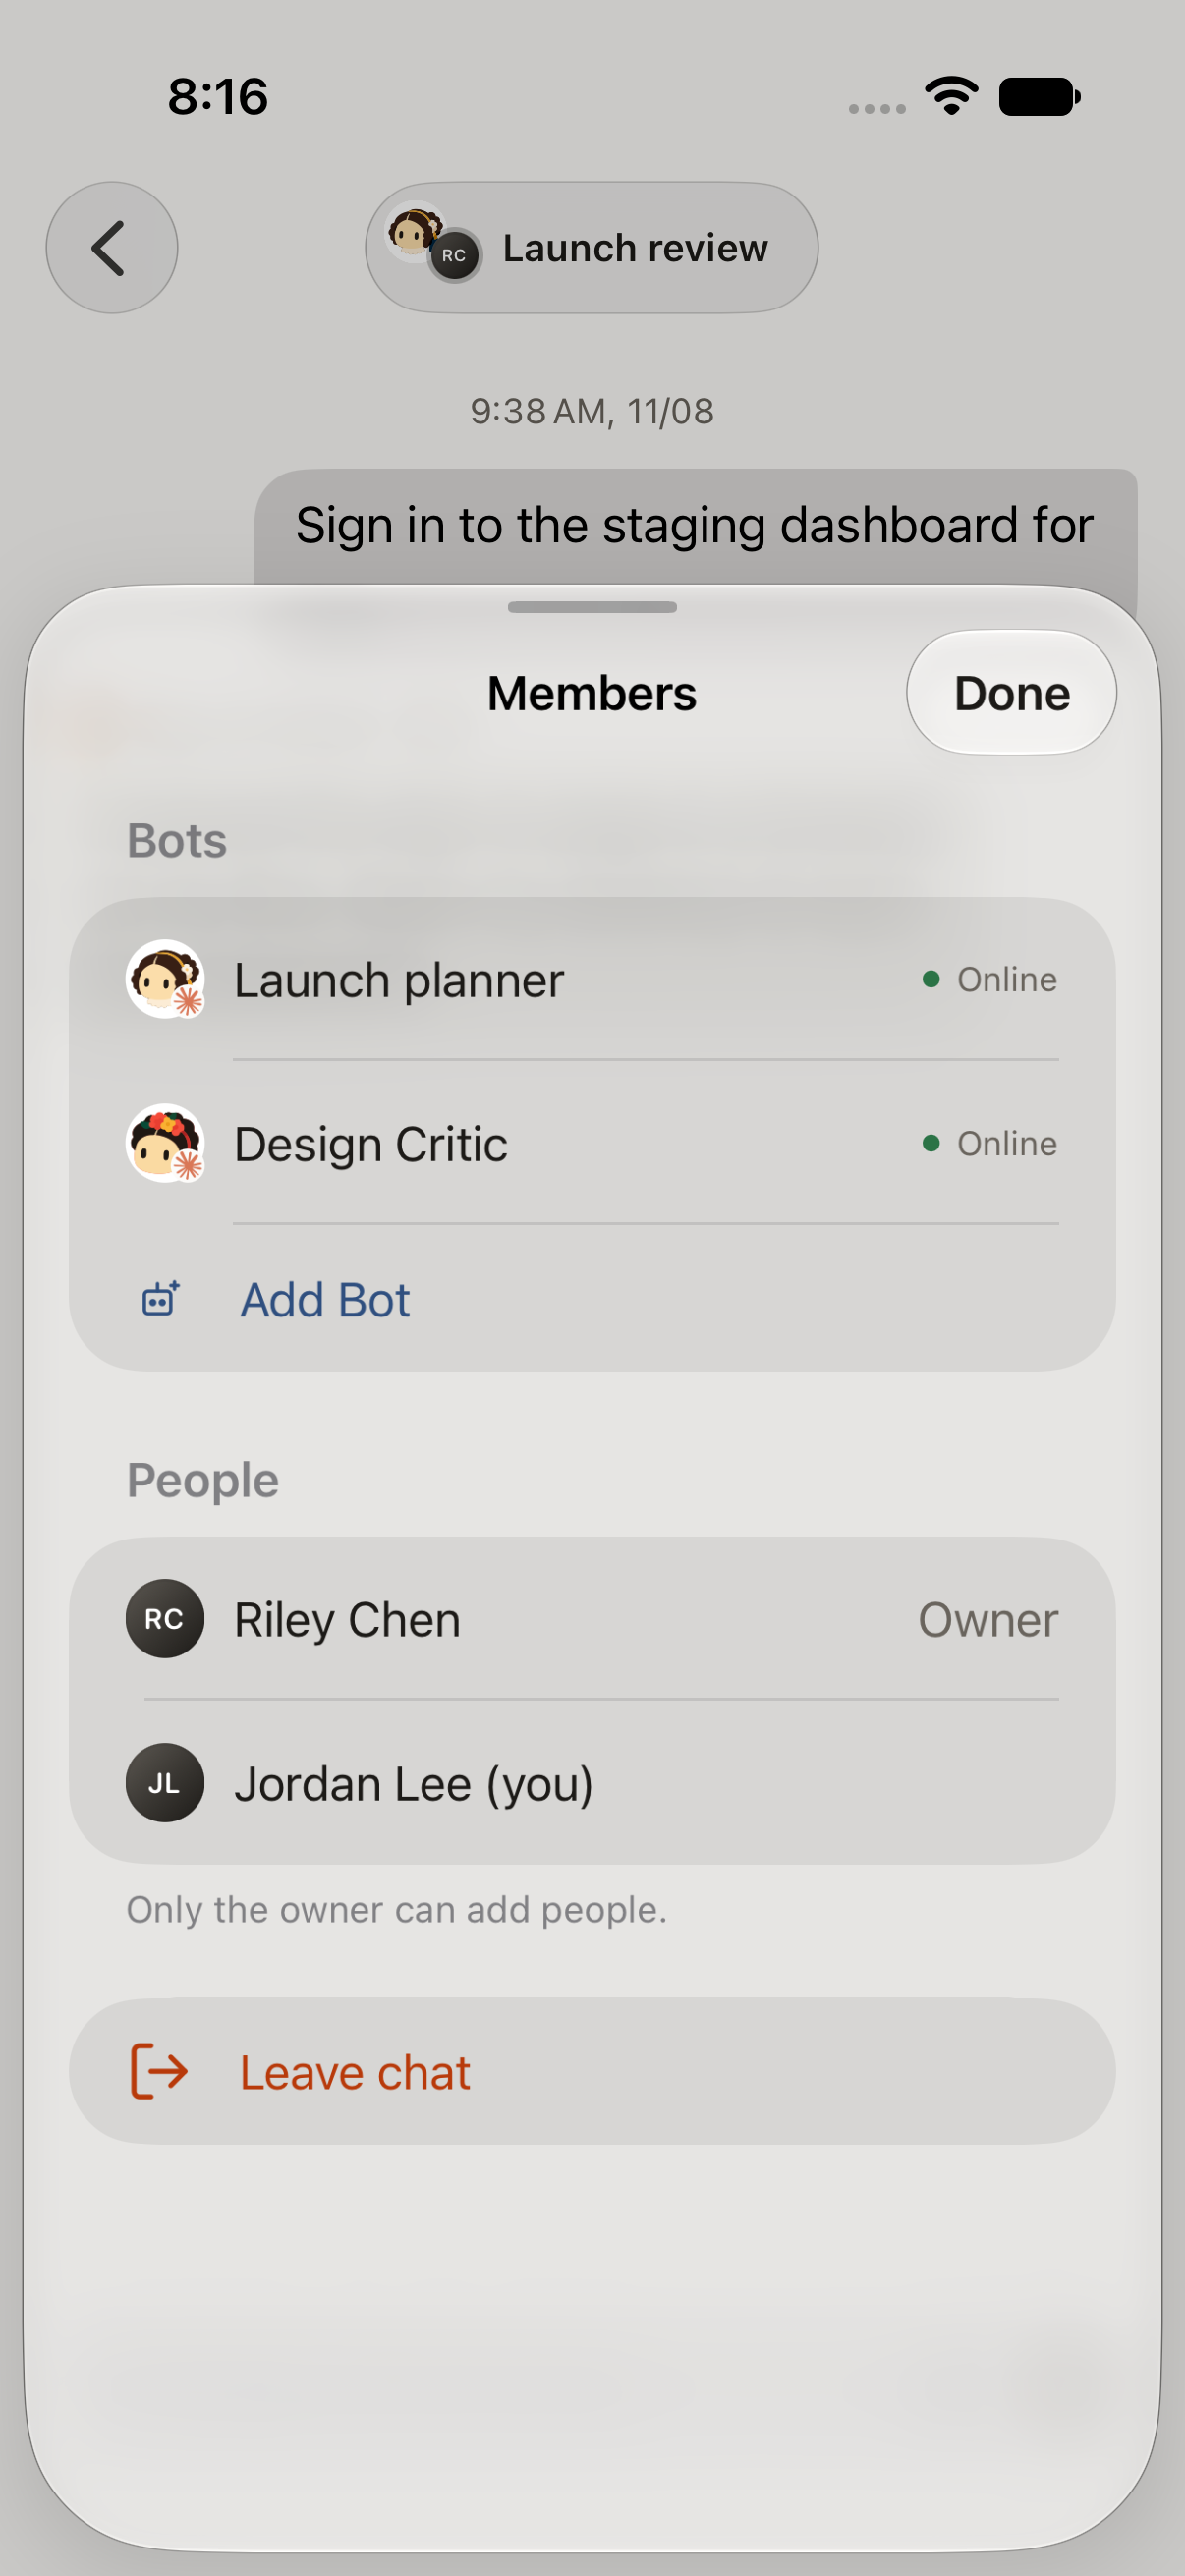 8:16
RC
Launch review
9:38 AM, 11/08
Sign in to the staging dashboard for
Members
Done
Bots
Launch planner
Online
Design Critic
Online
Add Bot
People
RC
Riley Chen
Owner
JL
Jordan Lee (you)
Only the owner can add people.
Leave chat